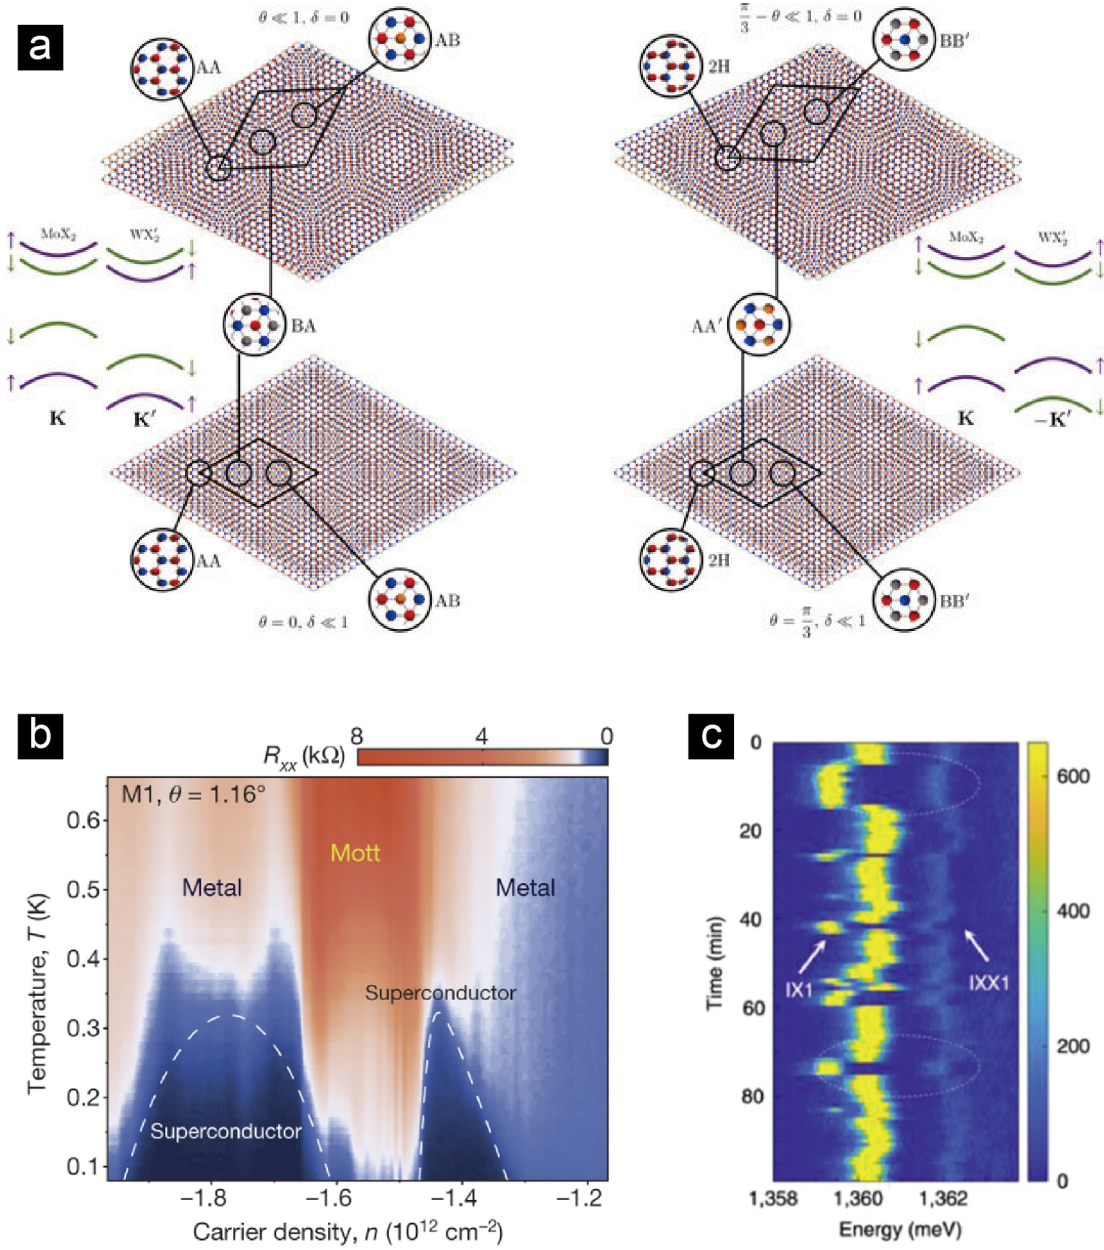 a
θ ≪ 1, δ = 0
AA
AB
π/3 − θ ≪ 1, δ = 0
2H
BB′
↑ MoX₂ WX′₂ ↓
↓ ↑
BA
↓ ↓
↑ ↑
K K′
↑ MoX₂ WX′₂ ↑
↓ ↓
AA′
↓ ↑
↑ ↓
K −K′
AA
AB
θ = 0, δ ≪ 1
2H
BB′
θ = π/3, δ ≪ 1
b
8 4 0
Rxx (kΩ)
M1, θ = 1.16°
Mott
Metal
Metal
Superconductor
Superconductor
0.6
0.5
0.4
0.3
0.2
0.1
Temperature, T (K)
−1.8 −1.6 −1.4 −1.2
Carrier density, n (10¹² cm⁻²)
c
0
20
40
60
80
Time (min)
IX1
IXX1
1,358 1,360 1,362
Energy (meV)
600
400
200
0